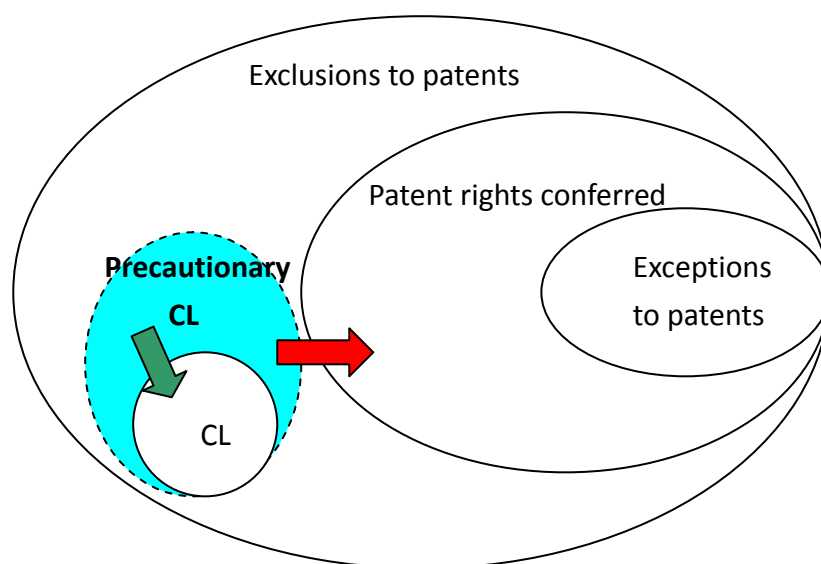 Exclusions to patents
Patent rights conferred
Exceptions
to patents
Precautionary
CL
CL